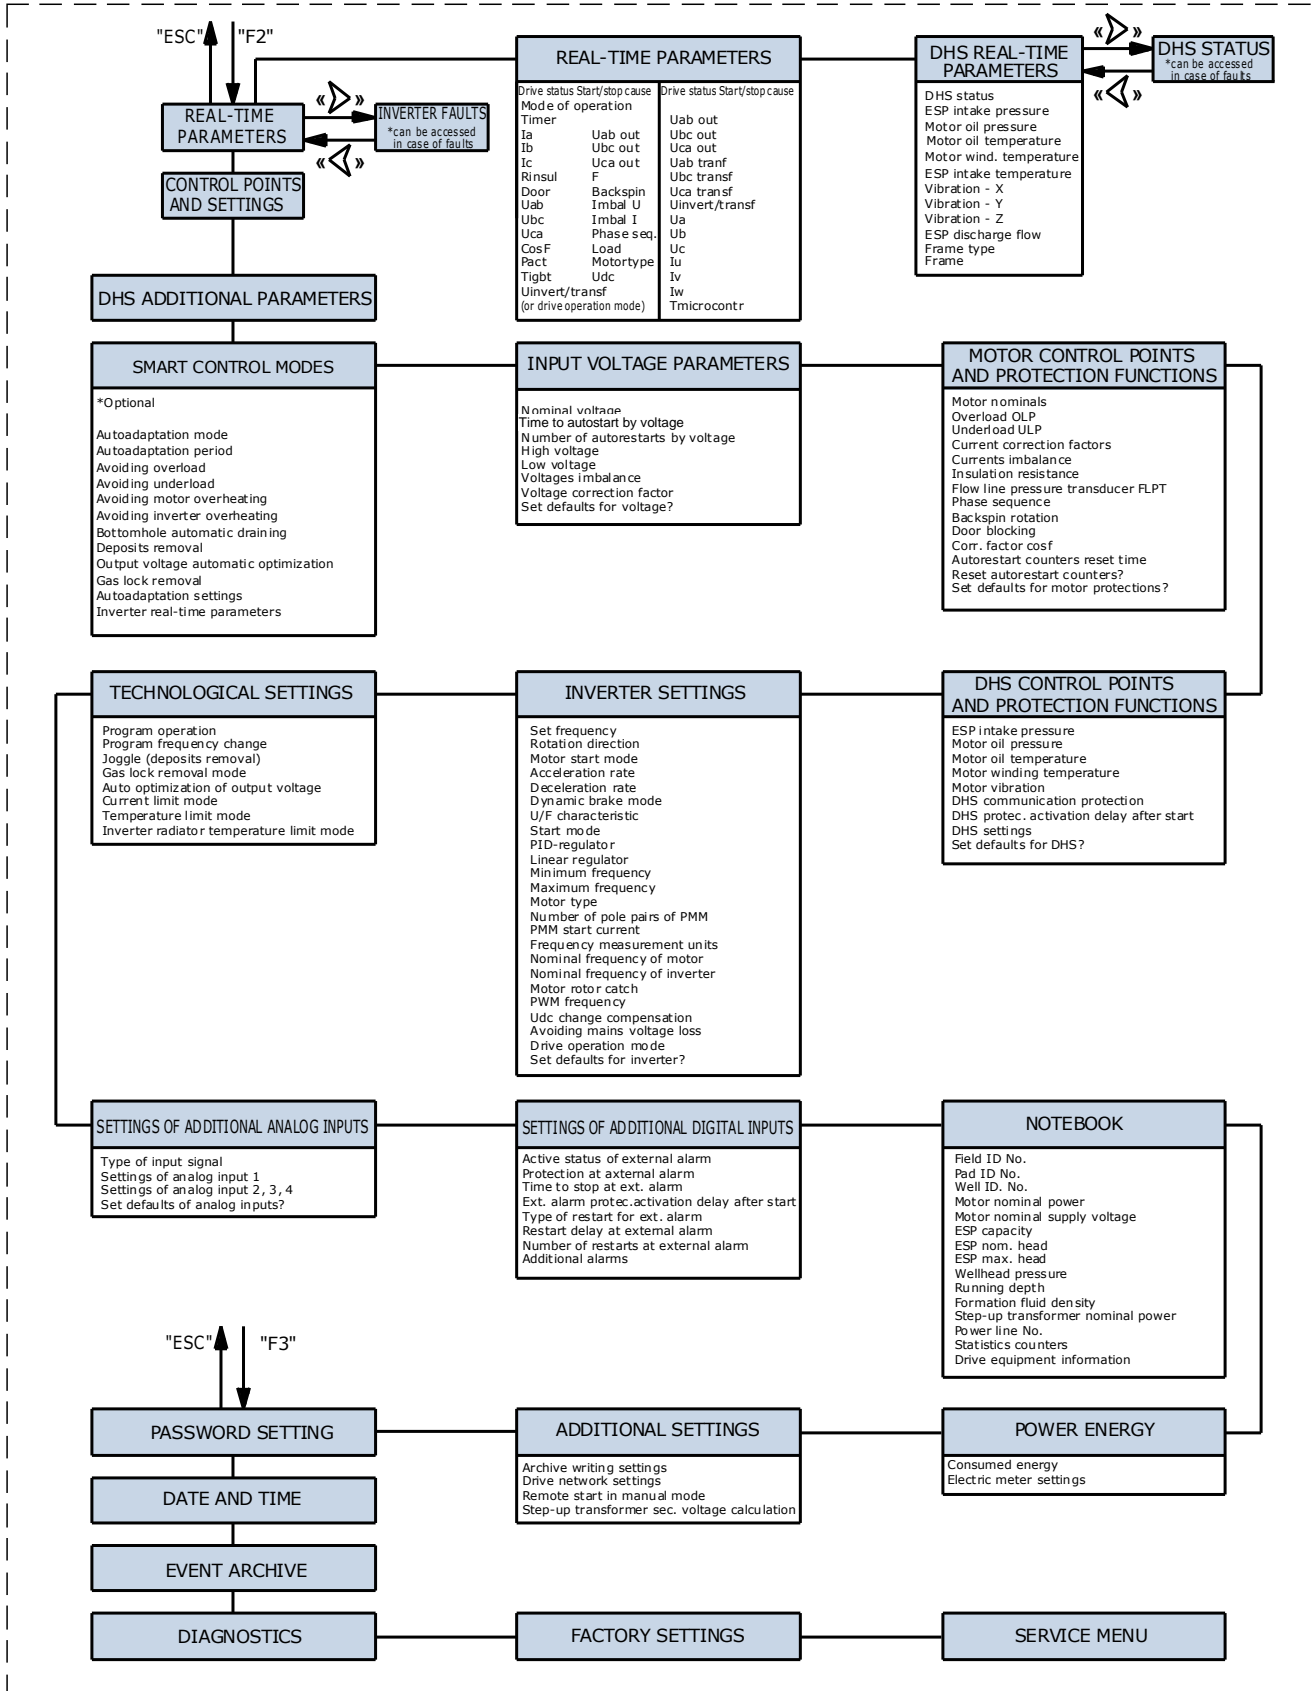 "ESC"
"F2"
REAL-TIME
PARAMETERS
« »
« »
INVERTER FAULTS
*can be accessed
in case of faults
CONTROL POINTS
AND SETTINGS
DHS ADDITIONAL PARAMETERS
REAL-TIME PARAMETERS
Drive status Start/stop cause
Mode of operation
Timer
Ia Uab out
Ib Ubc out
Ic Uca out
Rinsul F
Door Backspin
Uab Imbal U
Ubc Imbal I
Uca Phase seq.
CosF Load
Pact Motortype
Tigbt Udc
Uinvert/transf
(or drive operation mode)
Drive status Start/stop cause
Uab out
Ubc out
Uca out
Uab tranf
Ubc transf
Uca transf
Uinvert/transf
Ua
Ub
Uc
Iu
Iv
Iw
Tmicrocontr
DHS REAL-TIME
PARAMETERS
DHS status
ESP intake pressure
Motor oil pressure
Motor oil temperature
Motor wind. temperature
ESP intake temperature
Vibration - X
Vibration - Y
Vibration - Z
ESP discharge flow
Frame type
Frame
« »
« »
DHS STATUS
*can be accessed
in case of faults
SMART CONTROL MODES
*Optional
Autoadaptation mode
Autoadaptation period
Avoiding overload
Avoiding underload
Avoiding motor overheating
Avoiding inverter overheating
Bottomhole automatic draining
Deposits removal
Output voltage automatic optimization
Gas lock removal
Autoadaptation settings
Inverter real-time parameters
INPUT VOLTAGE PARAMETERS
Nominal voltage
Time to autostart by voltage
Number of autorestarts by voltage
High voltage
Low voltage
Voltages imbalance
Voltage correction factor
Set defaults for voltage?
MOTOR CONTROL POINTS
AND PROTECTION FUNCTIONS
Motor nominals
Overload OLP
Underload ULP
Current correction factors
Currents imbalance
Insulation resistance
Flow line pressure transducer FLPT
Phase sequence
Backspin rotation
Door blocking
Corr. factor cosf
Autorestart counters reset time
Reset autorestart counters?
Set defaults for motor protections?
TECHNOLOGICAL SETTINGS
Program operation
Program frequency change
Joggle (deposits removal)
Gas lock removal mode
Auto optimization of output voltage
Current limit mode
Temperature limit mode
Inverter radiator temperature limit mode
INVERTER SETTINGS
Set frequency
Rotation direction
Motor start mode
Acceleration rate
Deceleration rate
Dynamic brake mode
U/F characteristic
Start mode
PID-regulator
Linear regulator
Minimum frequency
Maximum frequency
Motor type
Number of pole pairs of PMM
PMM start current
Frequency measurement units
Nominal frequency of motor
Nominal frequency of inverter
Motor rotor catch
PWM frequency
Udc change compensation
Avoiding mains voltage loss
Drive operation mode
Set defaults for inverter?
DHS CONTROL POINTS
AND PROTECTION FUNCTIONS
ESP intake pressure
Motor oil pressure
Motor oil temperature
Motor winding temperature
Motor vibration
DHS communication protection
DHS protec. activation delay after start
DHS settings
Set defaults for DHS?
SETTINGS OF ADDITIONAL ANALOG INPUTS
Type of input signal
Settings of analog input 1
Settings of analog input 2, 3, 4
Set defaults of analog inputs?
SETTINGS OF ADDITIONAL DIGITAL INPUTS
Active status of external alarm
Protection at axternal alarm
Time to stop at ext. alarm
Ext. alarm protec.activation delay after start
Type of restart for ext. alarm
Restart delay at external alarm
Number of restarts at external alarm
Additional alarms
NOTEBOOK
Field ID No.
Pad ID No.
Well ID. No.
Motor nominal power
Motor nominal supply voltage
ESP capacity
ESP nom. head
ESP max. head
Wellhead pressure
Running depth
Formation fluid density
Step-up transformer nominal power
Power line No.
Statistics counters
Drive equipment information
"ESC"
"F3"
PASSWORD SETTING
ADDITIONAL SETTINGS
Archive writing settings
Drive network settings
Remote start in manual mode
Step-up transformer sec. voltage calculation
POWER ENERGY
Consumed energy
Electric meter settings
DATE AND TIME
EVENT ARCHIVE
DIAGNOSTICS
FACTORY SETTINGS
SERVICE MENU